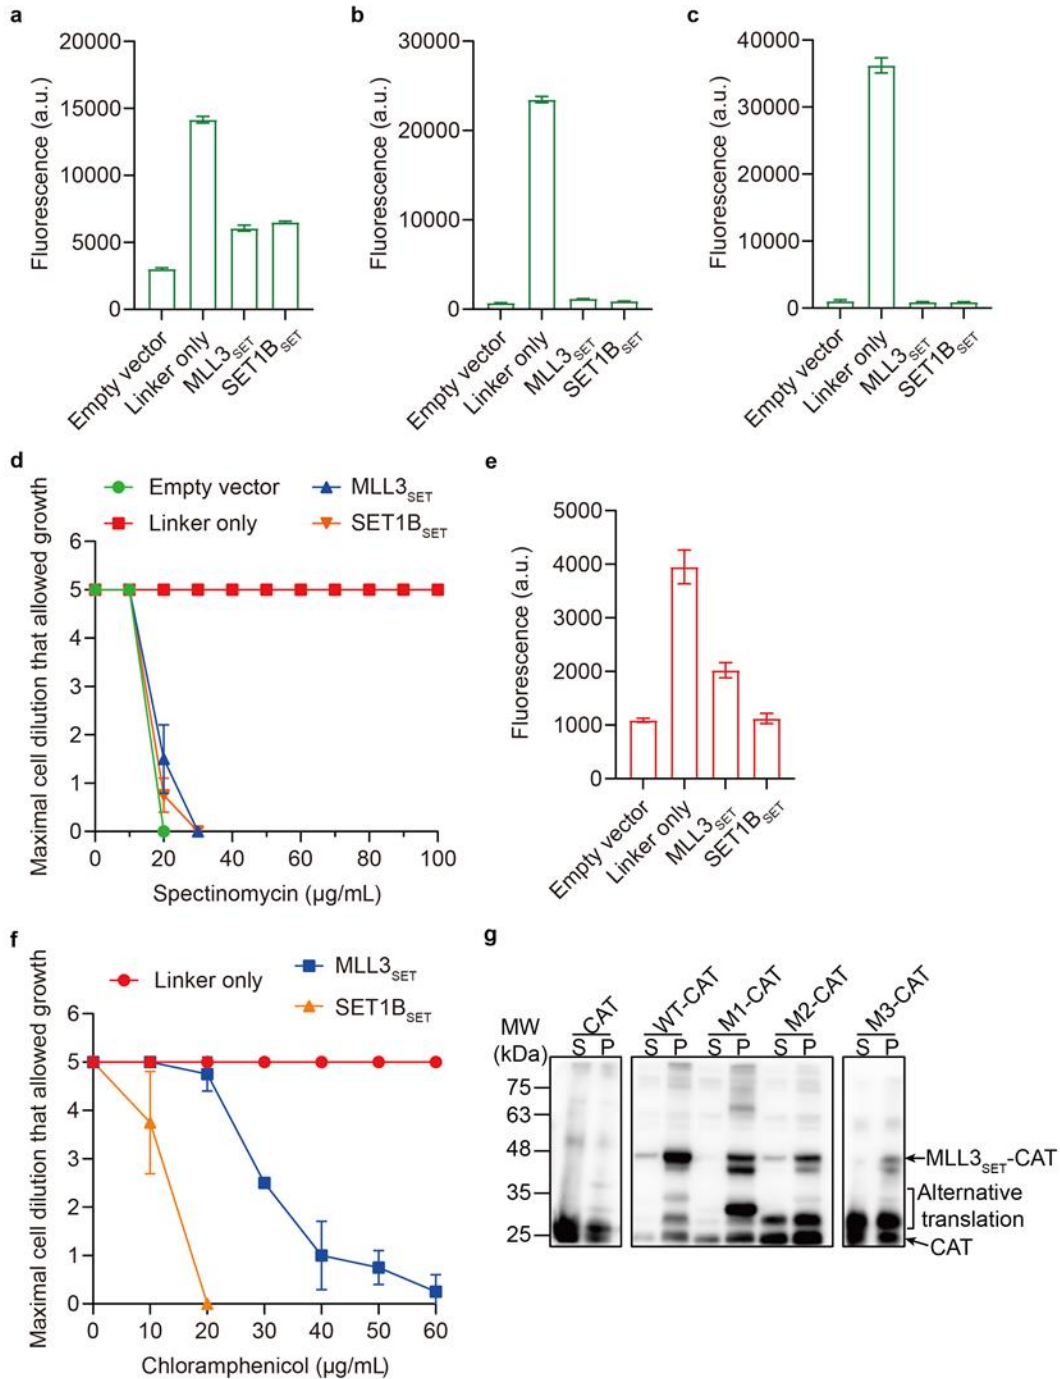 a
20000
15000
10000
5000
0
Fluorescence (a.u.)
Empty vector
Linker only
MLL3SET
SET1BSET
b
30000
20000
10000
0
Fluorescence (a.u.)
Empty vector
Linker only
MLL3SET
SET1BSET
c
40000
30000
20000
10000
0
Fluorescence (a.u.)
Empty vector
Linker only
MLL3SET
SET1BSET
d
Empty vector
Linker only
MLL3SET
SET1BSET
Maximal cell dilution that allowed growth
6
5
4
3
2
1
0
0 20 40 60 80 100
Spectinomycin (µg/mL)
e
5000
4000
3000
2000
1000
0
Fluorescence (a.u.)
Empty vector
Linker only
MLL3SET
SET1BSET
f
Linker only
MLL3SET
SET1BSET
Maximal cell dilution that allowed growth
6
5
4
3
2
1
0
0 10 20 30 40 50 60
Chloramphenicol (µg/mL)
g
CAT
WT-CAT
M1-CAT
M2-CAT
M3-CAT
MW
(kDa)
S P S P S P S P S P
75
63
48
35
25
MLL3SET-CAT
Alternative
translation
CAT